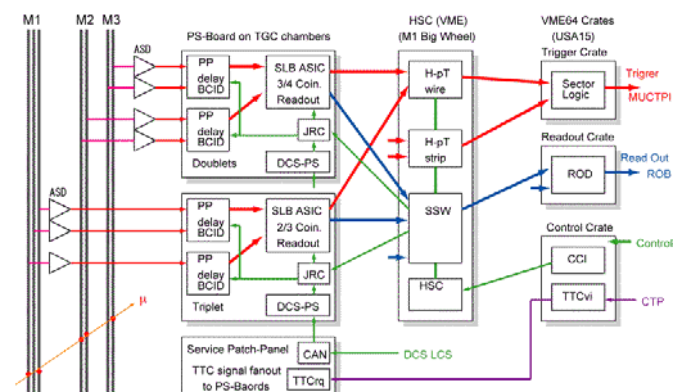 M1
M2
M3
ASD
PS-Board on TGC chambers
PP
delay
BCID
PP
delay
BCID
Doublets
SLB ASIC
3/4 Coin.
Readout
JRC
DCS-PS
ASD
PP
delay
BCID
PP
delay
BCID
Triplet
SLB ASIC
2/3 Coin.
Readout
JRC
DCS-PS
μ
Service Patch-Panel
CAN
TTC signal fanout
to PS-Baords
TTCrq
HSC (VME)
(M1 Big Wheel)
H-pT
wire
H-pT
strip
SSW
HSC
DCS LCS
VME64 Crates
(USA15)
Trigger Crate
Sector
Logic
Trigrer
MUCTPI
Readout Crate
ROD
Read Out
ROB
Control Crate
CCI
TTCvi
Control
CTP